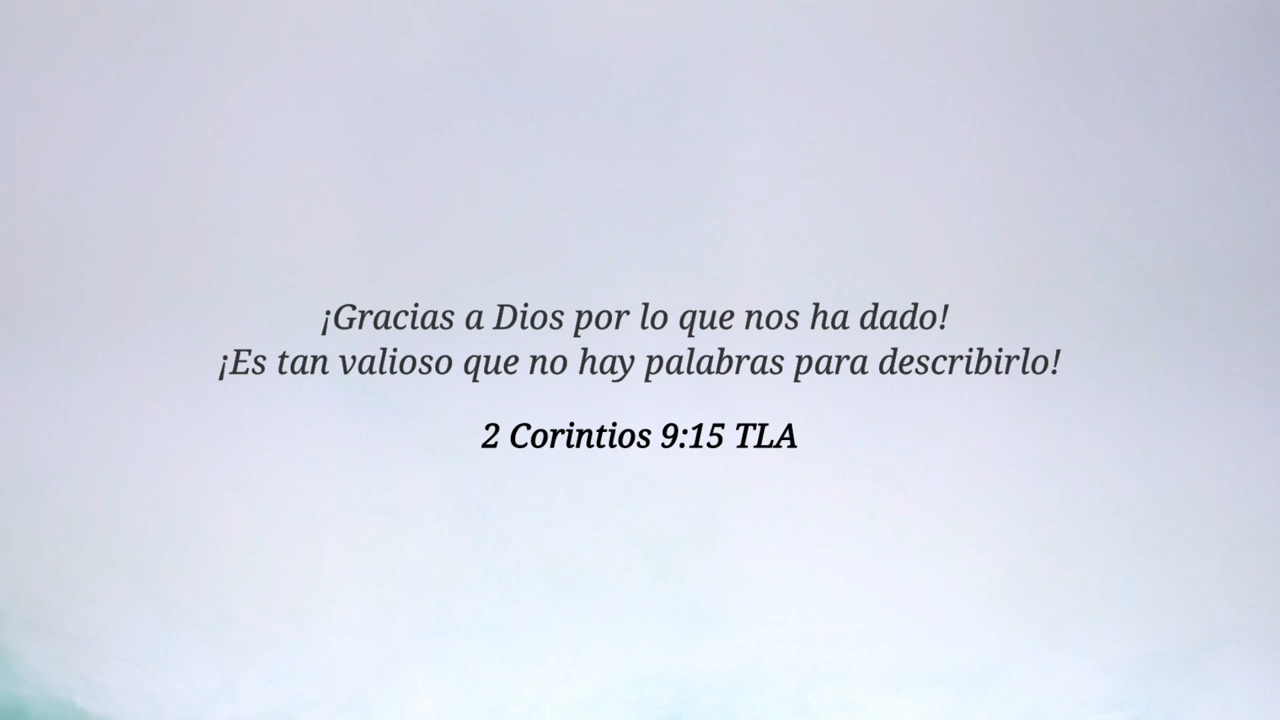 ¡Gracias a Dios por lo que nos ha dado!
¡Es tan valioso que no hay palabras para describirlo!
2 Corintios 9:15 TLA